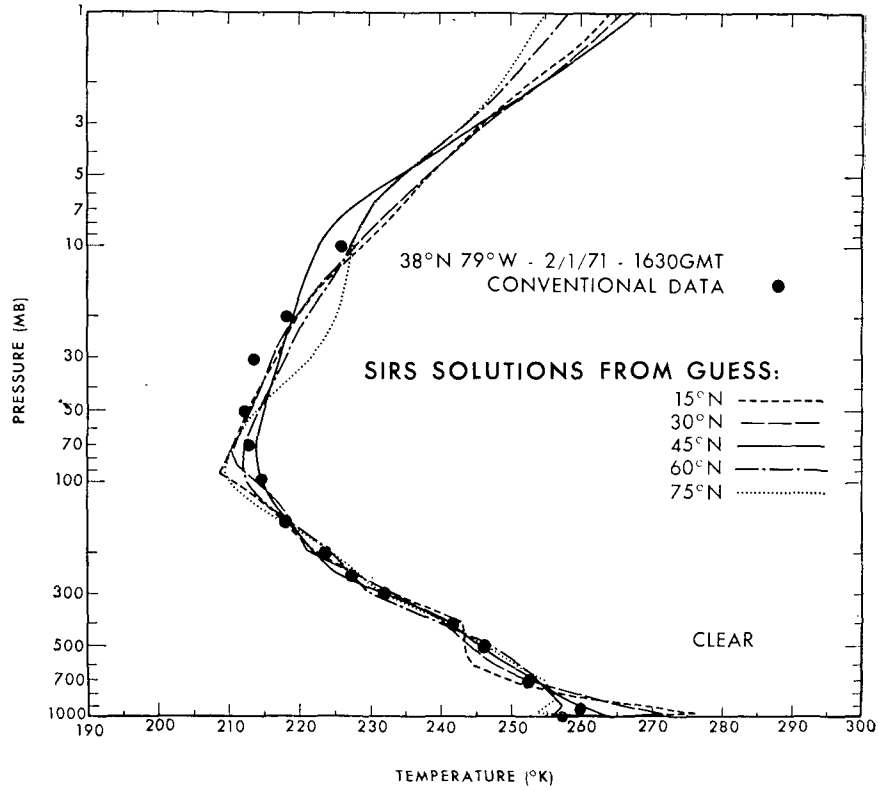 1
3
5
7
10
30
50
70
100
300
500
700
1000
PRESSURE (MB)
38°N 79°W - 2/1/71 - 1630GMT
CONVENTIONAL DATA
SIRS SOLUTIONS FROM GUESS:
15°N
30°N
45°N
60°N
75°N
CLEAR
190 200 210 220 230 240 250 260 270 280 290 300
TEMPERATURE (°K)